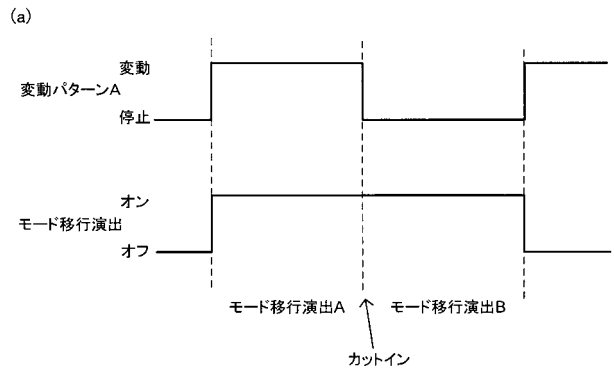 (a)
変動
変動パターンA
停止
オン
モード移行演出
オフ
モード移行演出A モード移行演出B
カットイン